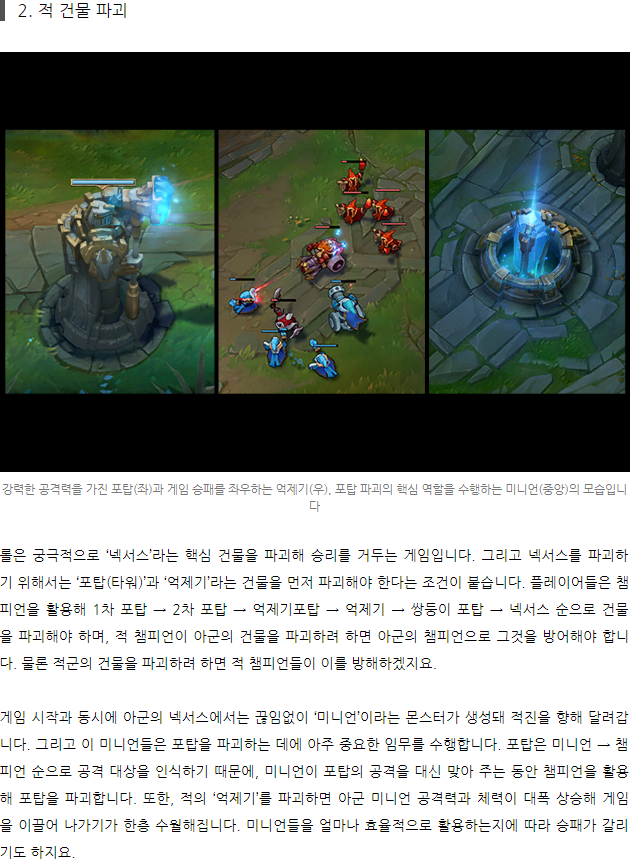 2. 적 건물 파괴
강력한 공격력을 가진 포탑(좌)과 게임 승패를 좌우하는 억제기(우), 포탑 파괴의 핵심 역할을 수행하는 미니언(중앙)의 모습입니
다
롤은 궁극적으로 ‘넥서스’라는 핵심 건물을 파괴해 승리를 거두는 게임입니다. 그리고 넥서스를 파괴하
기 위해서는 ‘포탑(타워)’과 ‘억제기’라는 건물을 먼저 파괴해야 한다는 조건이 붙습니다. 플레이어들은 챔
피언을 활용해 1차 포탑 → 2차 포탑 → 억제기포탑 → 억제기 → 쌍둥이 포탑 → 넥서스 순으로 건물
을 파괴해야 하며, 적 챔피언이 아군의 건물을 파괴하려 하면 아군의 챔피언으로 그것을 방어해야 합니
다. 물론 적군의 건물을 파괴하려 하면 적 챔피언들이 이를 방해하겠지요.
게임 시작과 동시에 아군의 넥서스에서는 끊임없이 ‘미니언’이라는 몬스터가 생성돼 적진을 향해 달려갑
니다. 그리고 이 미니언들은 포탑을 파괴하는 데에 아주 중요한 임무를 수행합니다. 포탑은 미니언 → 챔
피언 순으로 공격 대상을 인식하기 때문에, 미니언이 포탑의 공격을 대신 맞아 주는 동안 챔피언을 활용
해 포탑을 파괴합니다. 또한, 적의 ‘억제기’를 파괴하면 아군 미니언 공격력과 체력이 대폭 상승해 게임
을 이끌어 나가기가 한층 수월해집니다. 미니언들을 얼마나 효율적으로 활용하는지에 따라 승패가 갈리
기도 하지요.